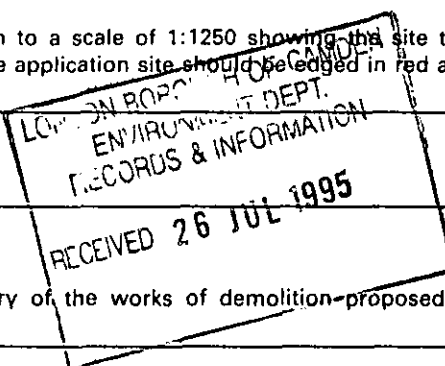 n to a scale of 1:1250 showing the site t
e application site should be edged in red a
LONDON BOROUGH OF CAMDEN
ENVIRONMENT DEPT.
RECORDS & INFORMATION
RECEIVED 26 JUL 1995
ry of the works of demolition proposed